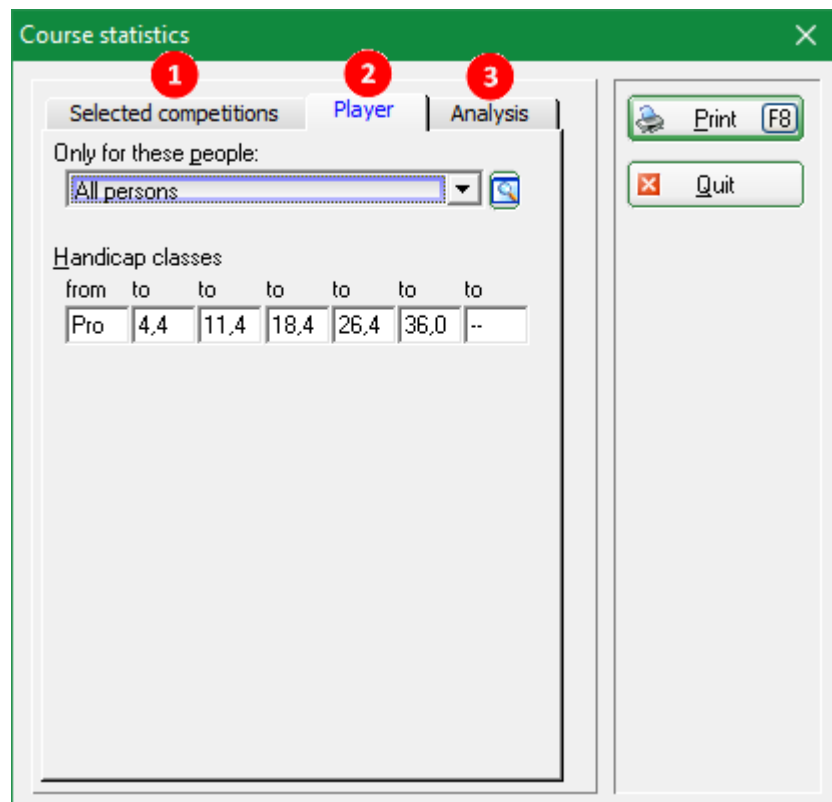 Course statistics
1 2 3
Selected competitions Player Analysis
Only for these people:
All persons
Handicap classes
from to to to to to to
Pro 4,4 11,4 18,4 26,4 36,0 --
Print F8
Quit